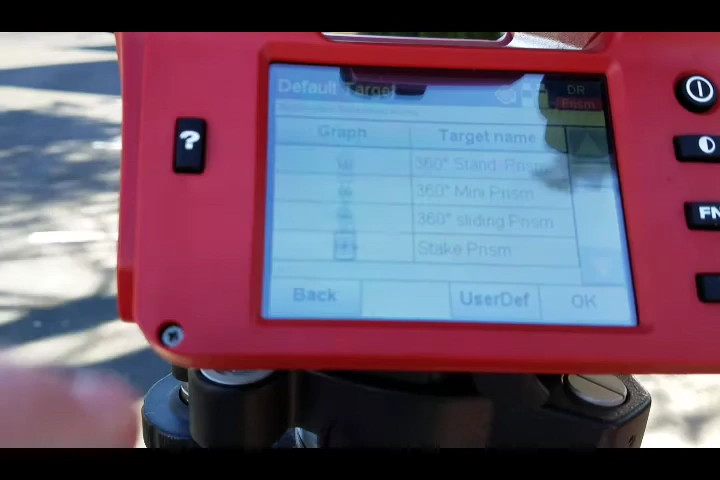 Default Target
DR
Prism
Graph Target name
360° Stand. Prism
360° Mini Prism
360° sliding Prism
Stake Prism
Back UserDef OK
?
FN